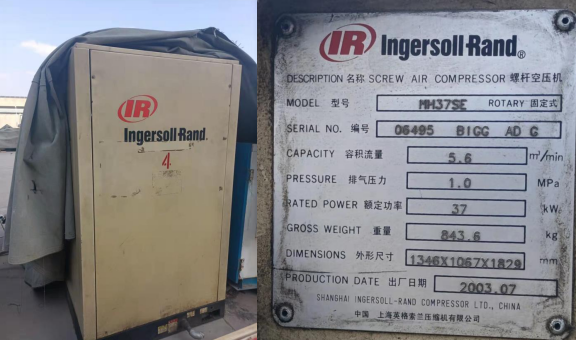 IR
Ingersoll-Rand
4
IR Ingersoll-Rand®
DESCRIPTION 名称 SCREW AIR COMPRESSOR 螺杆空压机
MODEL 型号 MH37SE ROTARY 固定式
SERIAL NO. 编号 06495 BIGG AD G
CAPACITY 容积流量 5.6 m³/min
PRESSURE 排气压力 1.0 MPa
RATED POWER 额定功率 37 kW
GROSS WEIGHT 重量 843.6 kg
DIMENSIONS 外形尺寸 1346X1067X1829 mm
PRODUCTION DATE 出厂日期 2003.07
SHANGHAI INGERSOLL-RAND COMPRESSOR LTD., CHINA
中国 上海英格索兰压缩机有限公司